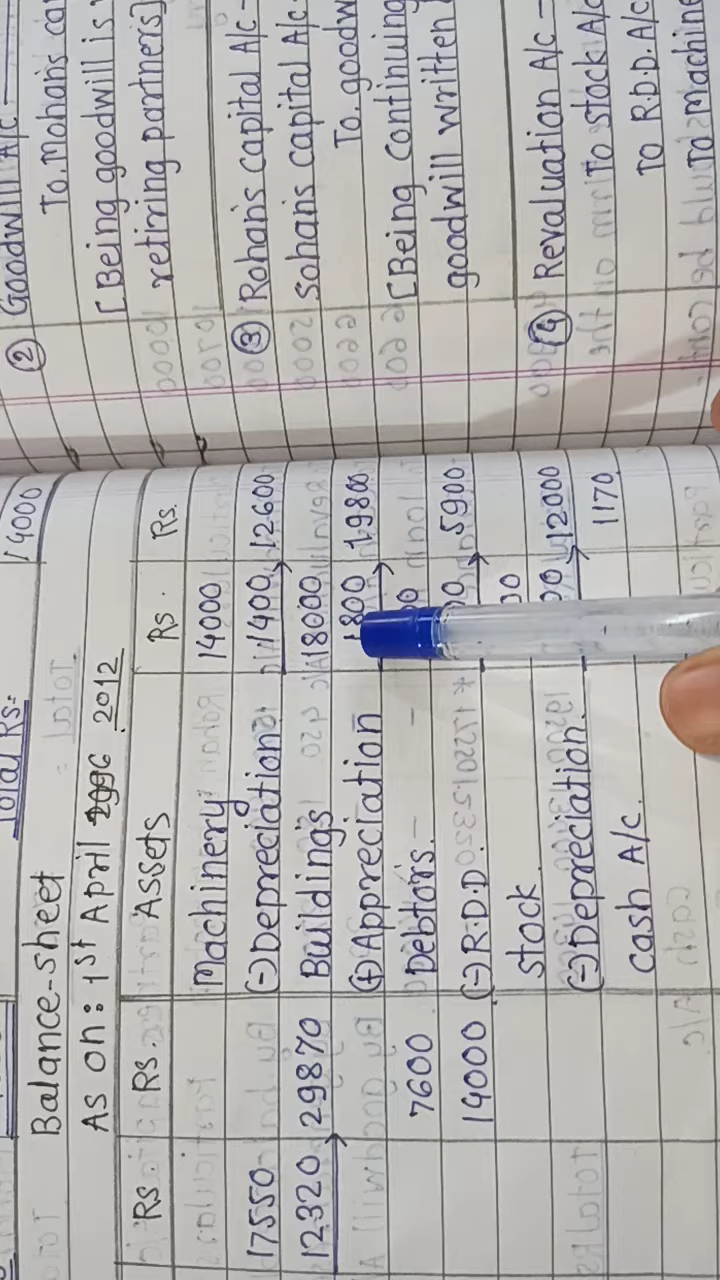 ② Goodwill A/c
To. Mohan's ca
[Being goodwill is
retiring partners]
③ Rohan's capital A/c -
Sohan's capital A/c
To. goodw
[Being continuing
goodwill written
④ Revaluation A/c -
To stock A/c
To R.D.D. A/c
To Machine
14000
Total Rs:
Balance-sheet
As on: 1st April 2012
Rs. Rs. Assets Rs. Rs.
Machinery 14000
17550 (-) Depreciation 1400 12600
12320 29870 Buildings 18000
(+) Appreciation 1800 19800
7600 Debtors.
14000 (-) R.D.D. 5900
stock.
(-) Depreciation. 12000
cash A/c. 1170